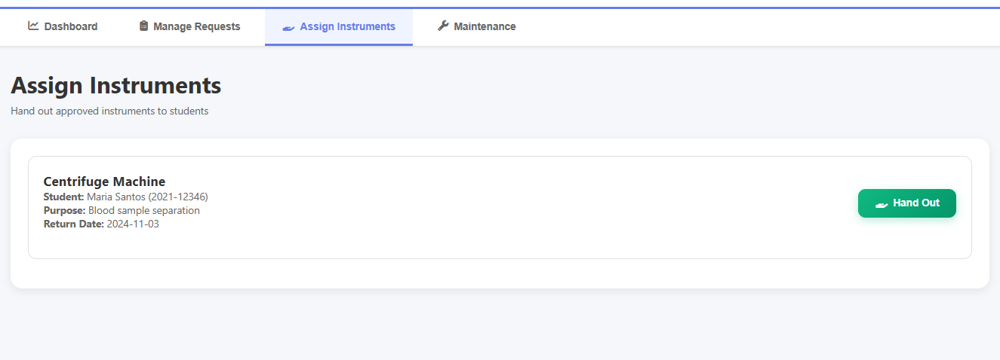 Dashboard Manage Requests Assign Instruments Maintenance
Assign Instruments
Hand out approved instruments to students
Centrifuge Machine
Student: Maria Santos (2021-12346)
Purpose: Blood sample separation
Return Date: 2024-11-03
Hand Out